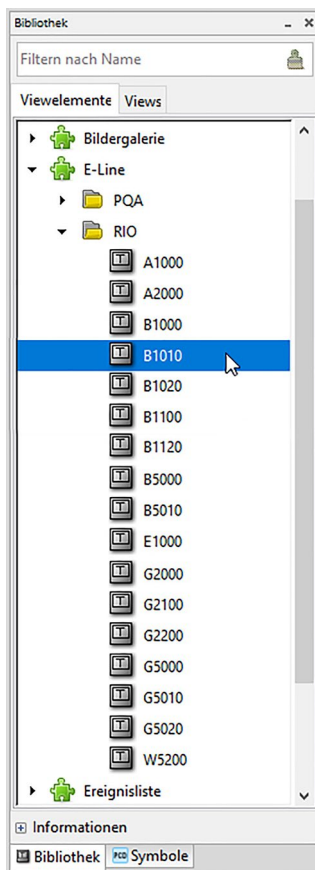 Bibliothek
Filtern nach Name
Viewelemente Views
Bildergalerie
E-Line
PQA
RIO
A1000
A2000
B1000
B1010
B1020
B1100
B1120
B5000
B5010
E1000
G2000
G2100
G2200
G5000
G5010
G5020
W5200
Ereignisliste
Informationen
Bibliothek PCD Symbole